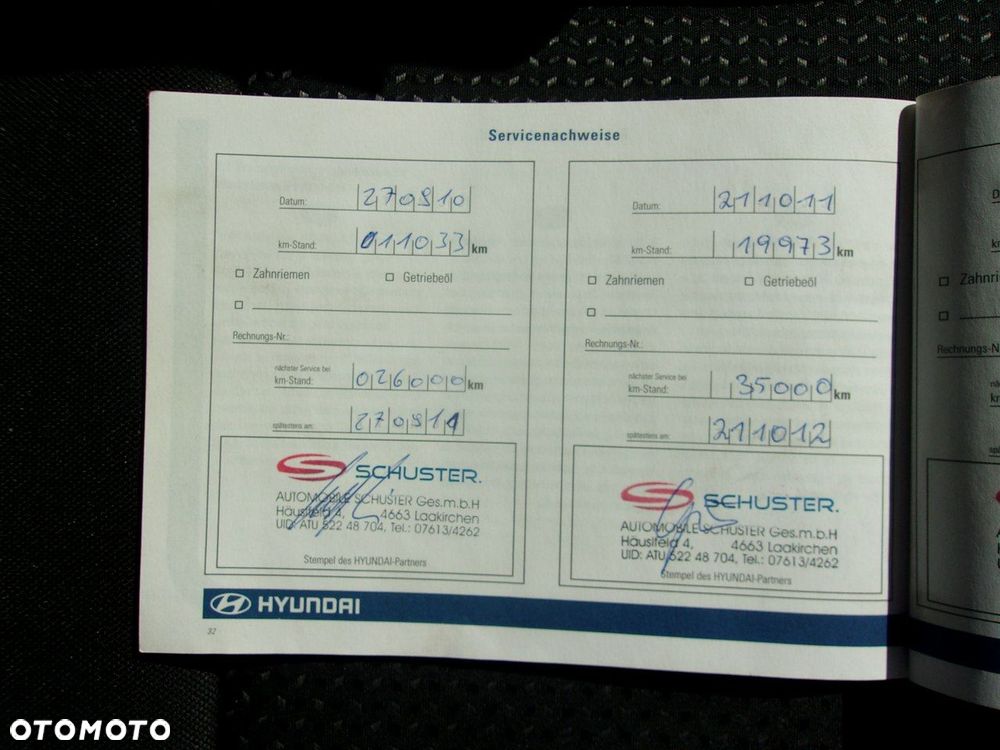 Servicenachweise
Datum: 270910
km-Stand: 011033 km
Zahnriemen Getriebeöl
Rechnungs-Nr.:
nächster Service bei
km-Stand: 026000 km
spätestens am: 270911
SCHUSTER.
AUTOMOBILE SCHUSTER Ges.m.b.H
Häusfeld 4, 4663 Laakirchen
UID: ATU 522 48 704, Tel.: 07613/4262
Stempel des HYUNDAI-Partners
Datum: 211011
km-Stand: 19973 km
Zahnriemen Getriebeöl
Rechnungs-Nr.:
nächster Service bei
km-Stand: 35000 km
spätestens am: 211012
SCHUSTER.
AUTOMOBILE SCHUSTER Ges.m.b.H
Häusfeld 4, 4663 Laakirchen
UID: ATU 522 48 704, Tel.: 07613/4262
Stempel des HYUNDAI-Partners
HYUNDAI
32
Rechnungs-N
OTOMOTO